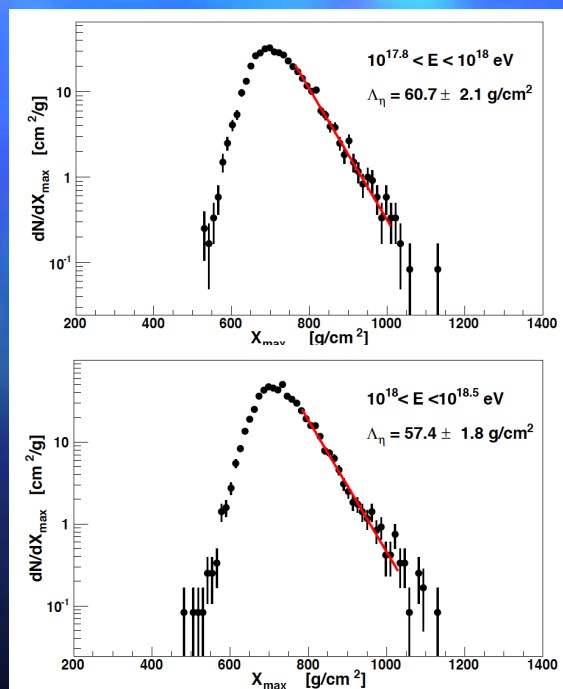 10^17.8 < E < 10^18 eV
Λη = 60.7 ± 2.1 g/cm²
dN/dXmax [cm²/g]
10
1
10^-1
200 400 600 800 1000 1200 1400
Xmax [g/cm²]
10^18 < E <10^18.5 eV
Λη = 57.4 ± 1.8 g/cm²
dN/dXmax [cm²/g]
10
1
10^-1
200 400 600 800 1000 1200 1400
Xmax [g/cm²]